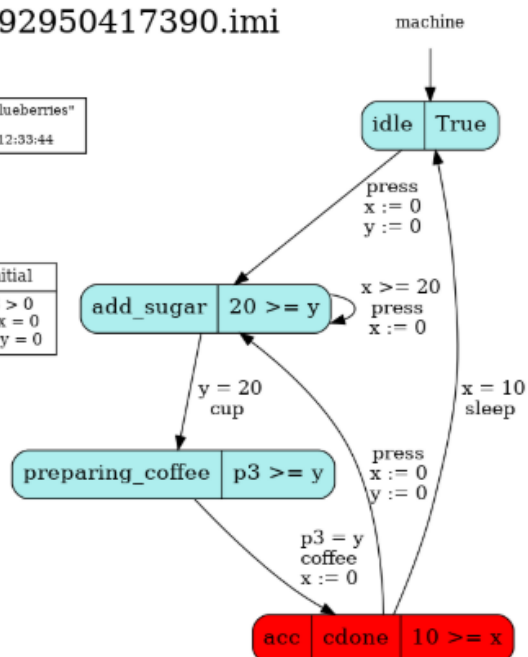 92950417390.imi
machine
lueberries"
12:33:44
idle True
press
x := 0
y := 0
itial
> 0
x = 0
y = 0
add_sugar 20 >= y
x >= 20
press
x := 0
y = 20
cup
x = 10
sleep
preparing_coffee p3 >= y
press
x := 0
y := 0
p3 = y
coffee
x := 0
acc cdone 10 >= x